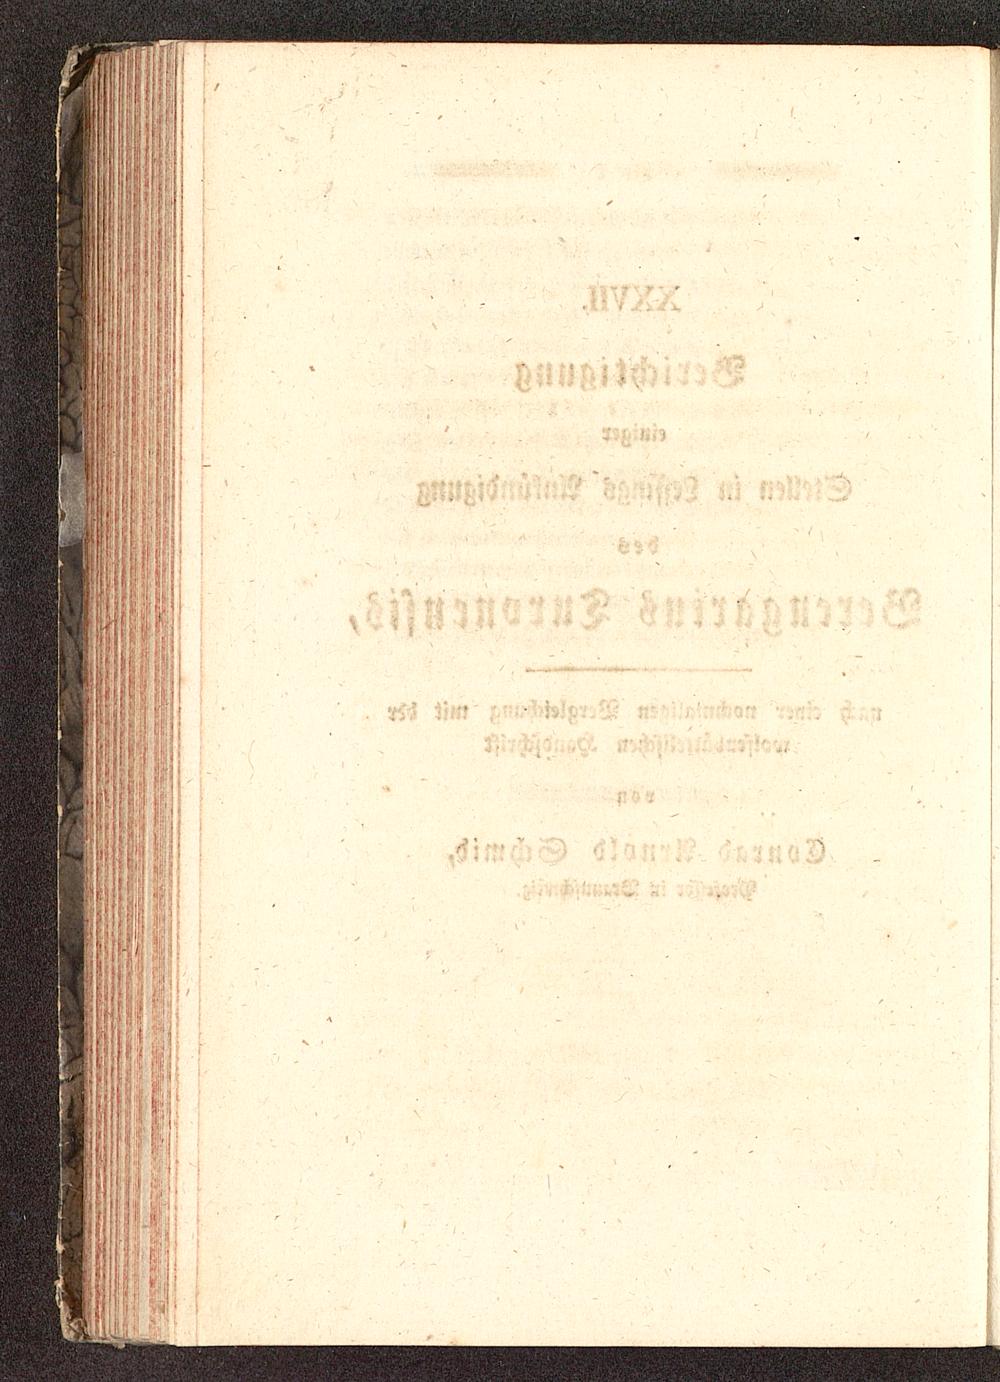 XXVII.
Berichtigung
einiger
Stellen in Lessings Ankündigung
des
Berengarius Turonensis,
nach einer nochmaligen Vergleichung mit der
wolfenbüttelischen Handschrift
von
Conrad Arnold Schmid,
Professor in Braunschweig.